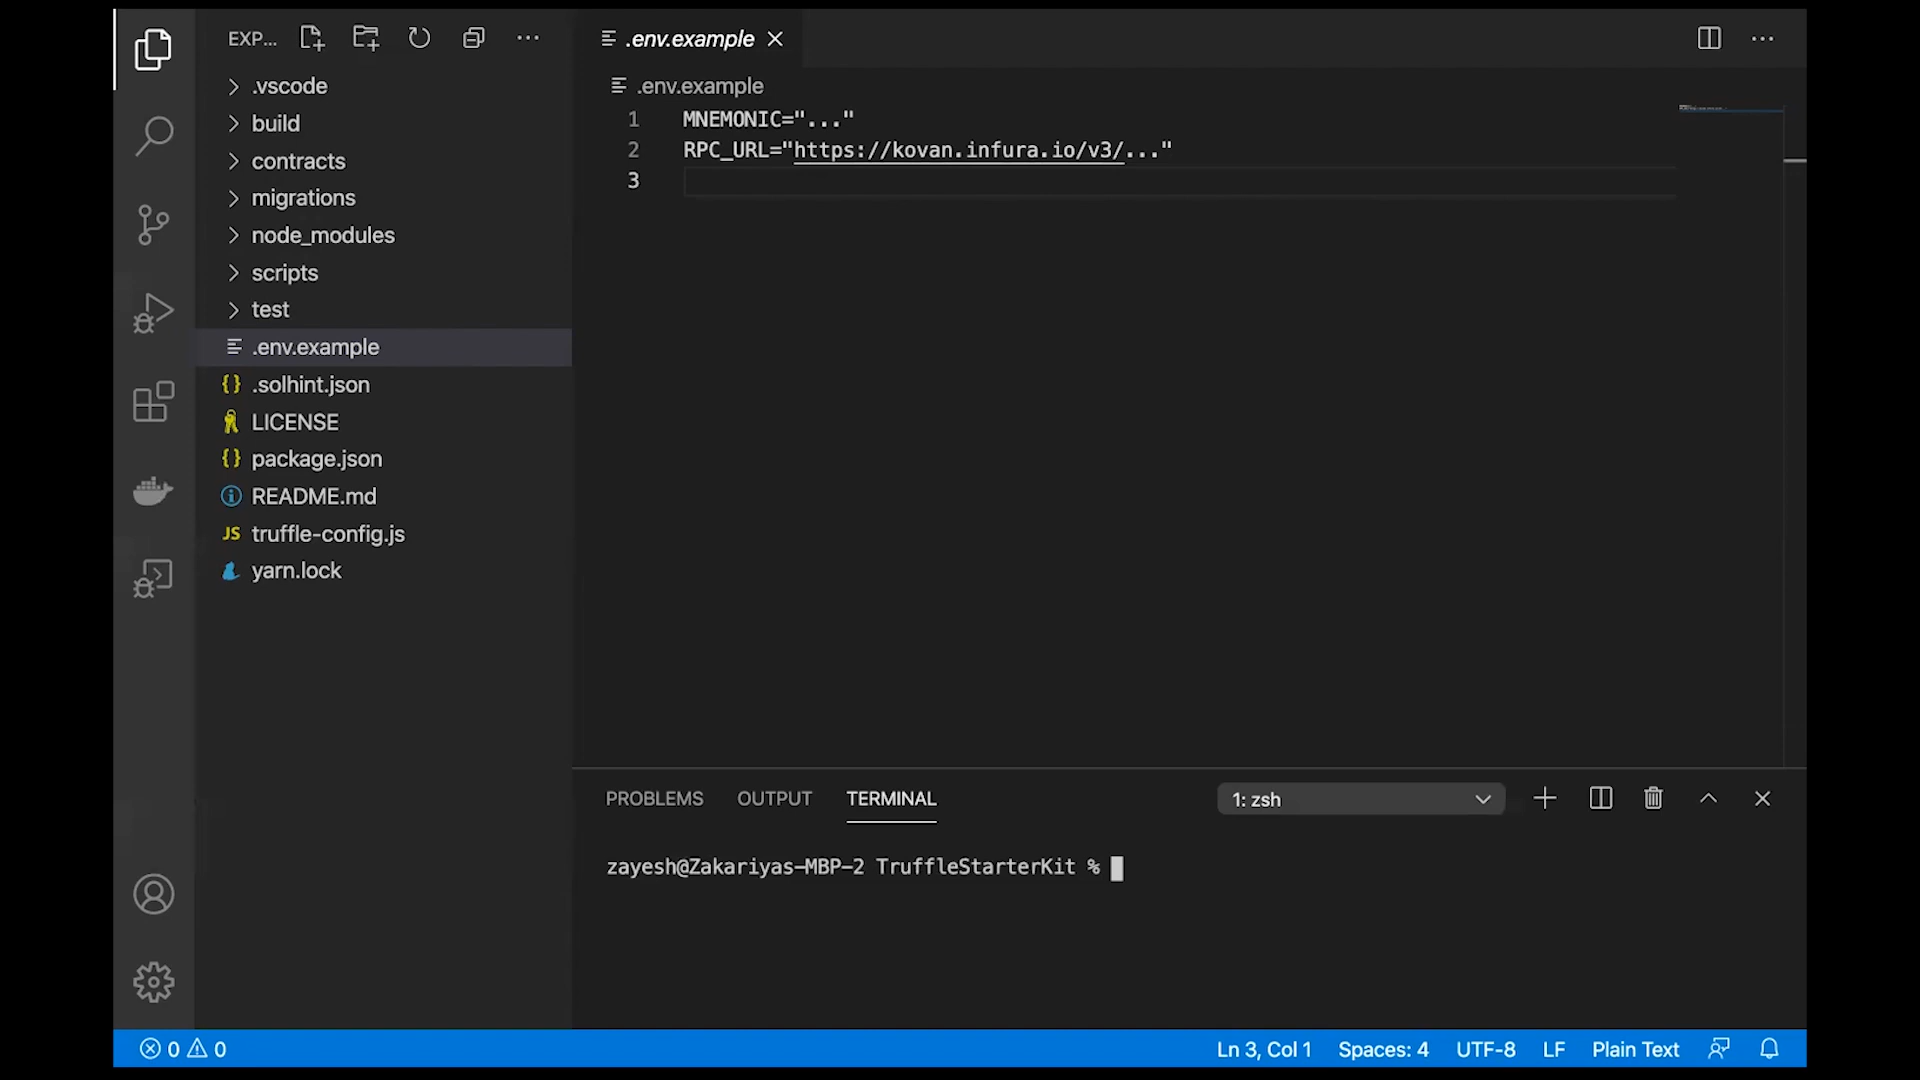 EXP...
.vscode
build
contracts
migrations
node_modules
scripts
test
.env.example
.solhint.json
LICENSE
package.json
README.md
JS truffle-config.js
yarn.lock
.env.example
.env.example
1 MNEMONIC="..."
2 RPC_URL="https://kovan.infura.io/v3/..."
3
PROBLEMS OUTPUT TERMINAL 1: zsh
zayesh@Zakariyas-MBP-2 TruffleStarterKit %
0 0 Ln 3, Col 1 Spaces: 4 UTF-8 LF Plain Text